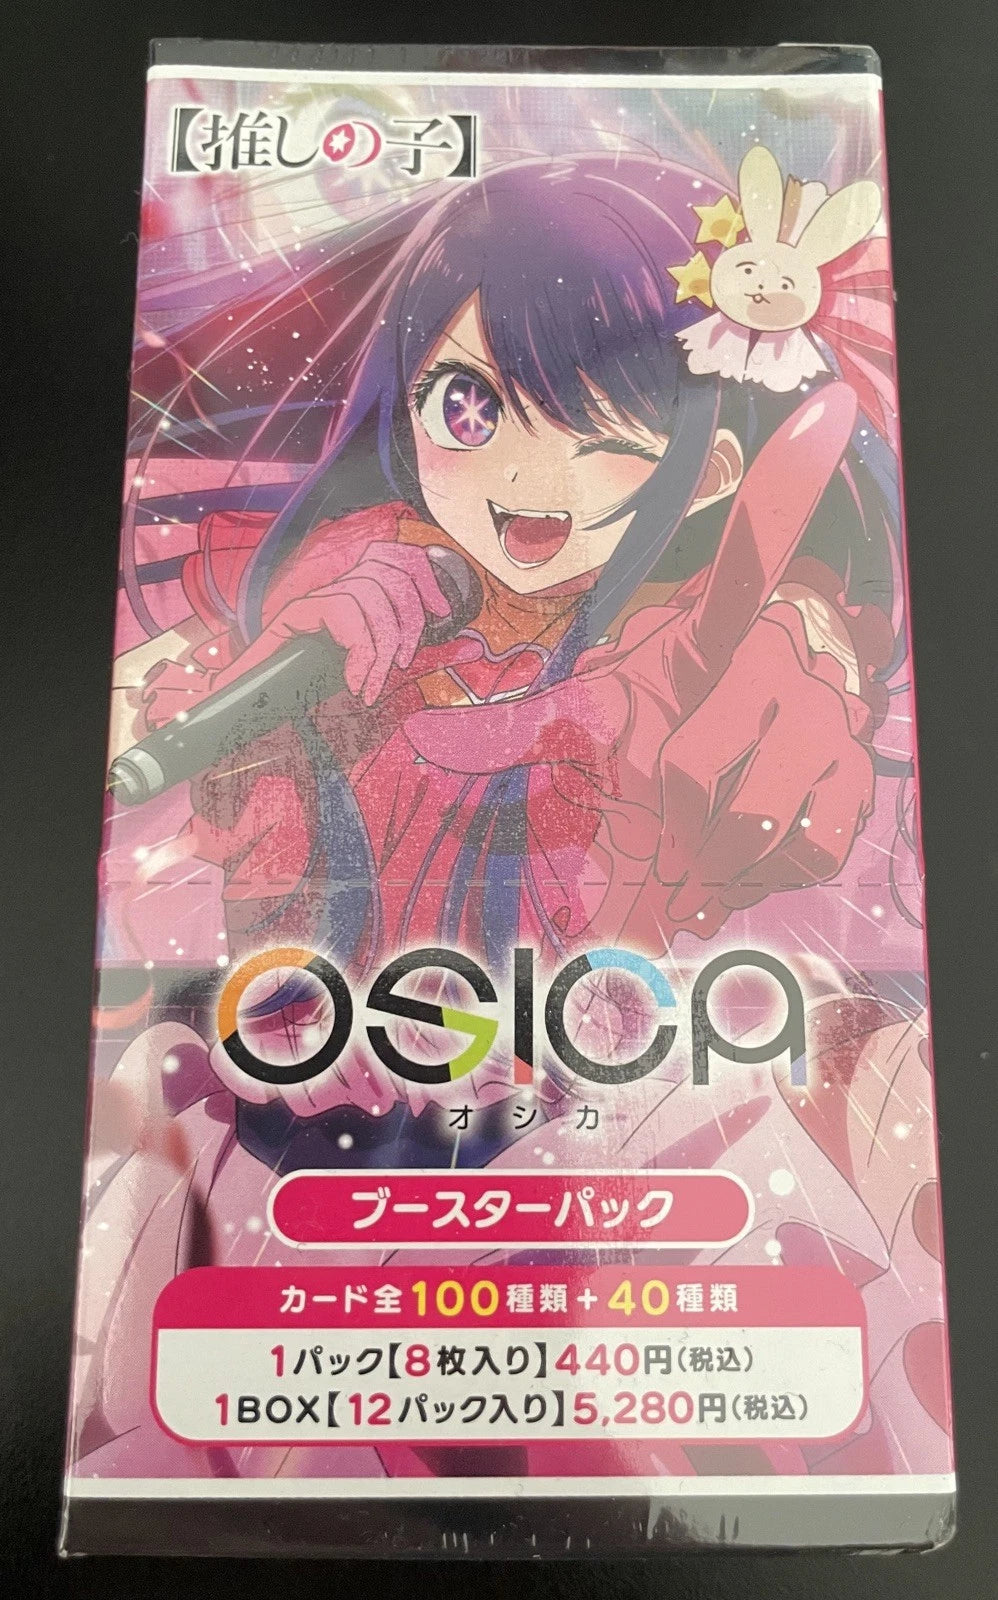 【推しの子】
OSICA
オシカ
ブースターパック
カード全100種類+40種類
1パック【8枚入り】440円(税込)
1BOX【12パック入り】5,280円(税込)